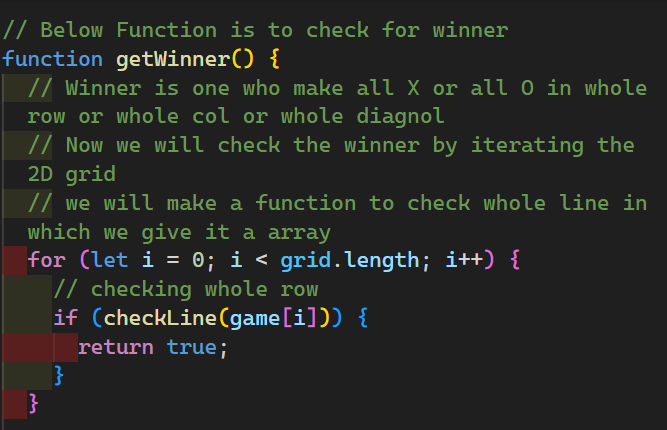 // Below Function is to check for winner
function getWinner() {
// Winner is one who make all X or all O in whole
row or whole col or whole diagnol
// Now we will check the winner by iterating the
2D grid
// we will make a function to check whole line in
which we give it a array
for (let i = 0; i < grid.length; i++) {
// checking whole row
if (checkLine(game[i])) {
return true;
}
}